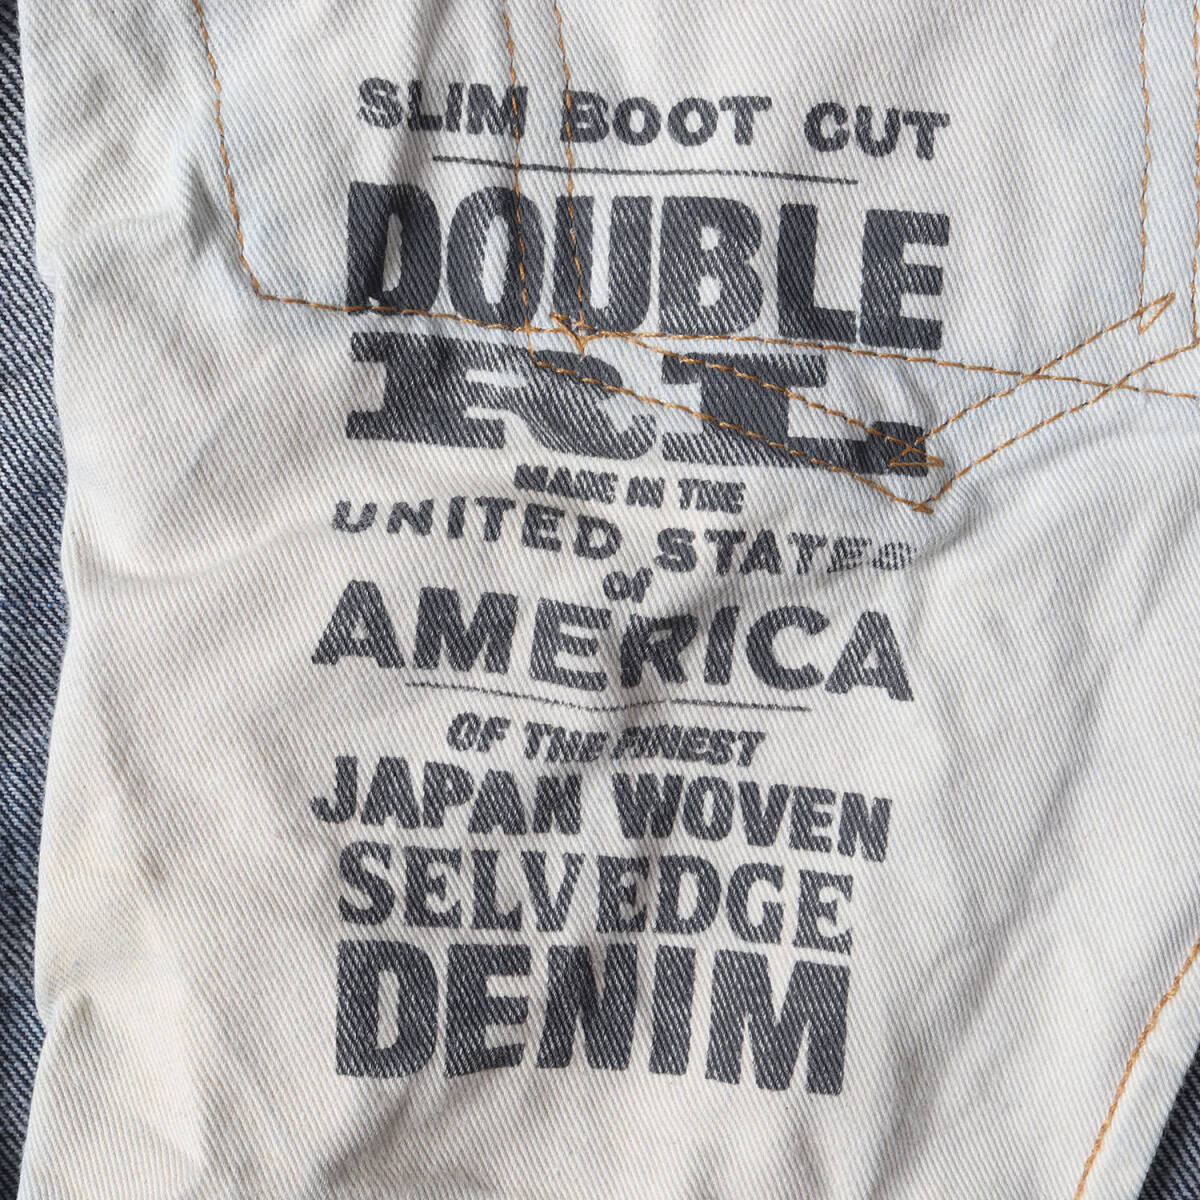 SLIM BOOT CUT
DOUBLE
RL
MADE IN THE
UNITED STATES
of
AMERICA
OF THE FINEST
JAPAN WOVEN
SELVEDGE
DENIM